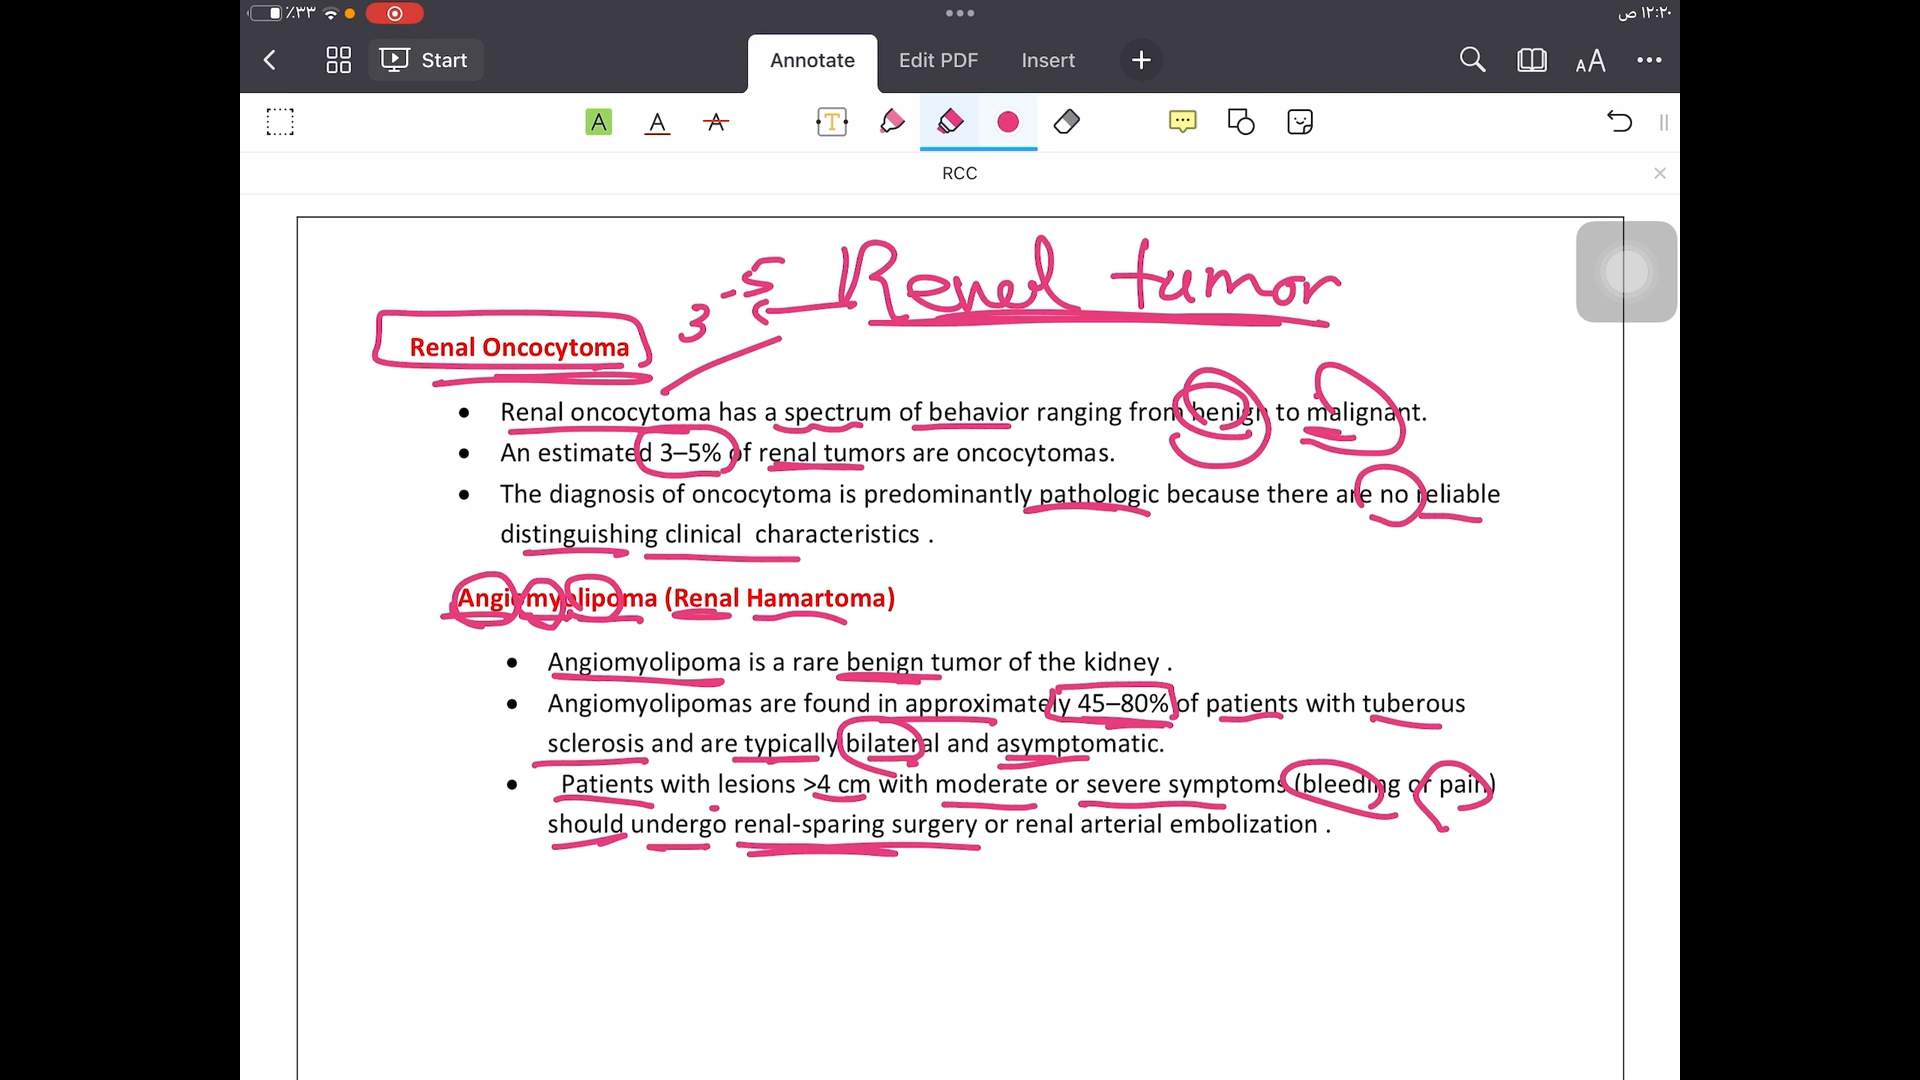 ٪٣٣
١٢:٢٠ ص
Start
Annotate
Edit PDF
Insert
AA
A A A T
RCC
3-5 Renal tumor
Renal Oncocytoma
• Renal oncocytoma has a spectrum of behavior ranging from benign to malignant.
• An estimated 3–5% of renal tumors are oncocytomas.
• The diagnosis of oncocytoma is predominantly pathologic because there are no reliable
distinguishing clinical characteristics .
Angiomyolipoma (Renal Hamartoma)
• Angiomyolipoma is a rare benign tumor of the kidney .
• Angiomyolipomas are found in approximately 45–80% of patients with tuberous
sclerosis and are typically bilateral and asymptomatic.
• Patients with lesions >4 cm with moderate or severe symptoms (bleeding or pain)
should undergo renal-sparing surgery or renal arterial embolization .